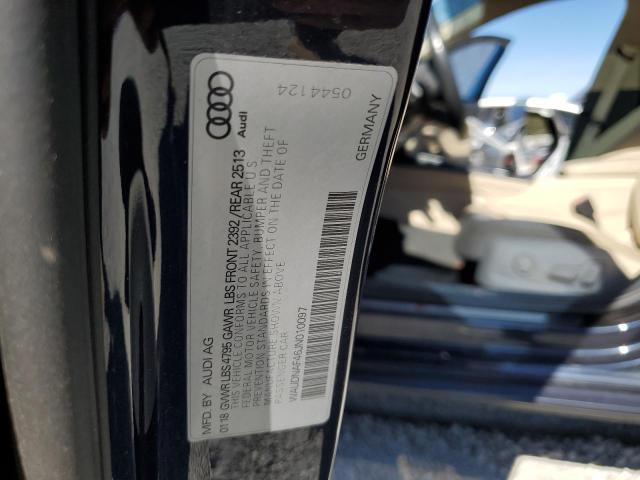 0544124
Audi
GERMANY
MFD.BY AUDI AG
01.18 GVWR LBS 4795 GAWR LBS FRONT 2392 /REAR 2513
THIS VEHICLE CONFORMS TO ALL APPLICABLE U S
FEDERAL MOTOR VEHICLE SAFETY, BUMPER AND THEFT
PREVENTION STANDARDS IN EFFECT ON THE DATE OF
MANUFACTURE SHOWN ABOVE
PASSENGER CAR
WAUDNAF46JN010097